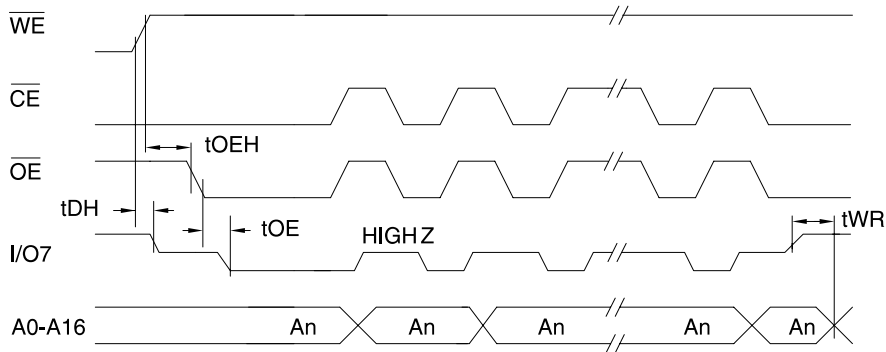 WE
CE
tOEH
OE
tDH
tOE
HIGH Z
tWR
I/O7
A0-A16
An An An An An